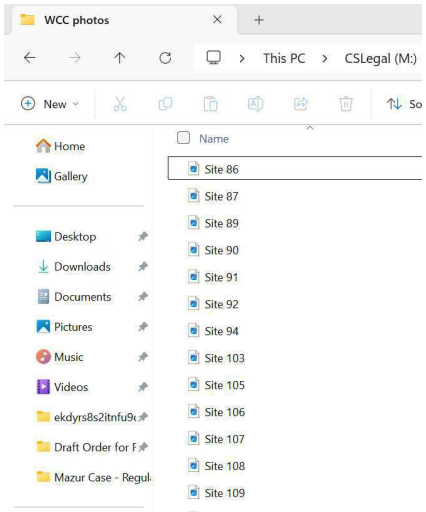 WCC photos
This PC > CSLegal (M:)
New
So
Name
Home
Gallery
Desktop
Downloads
Documents
Pictures
Music
Videos
ekdyrs8s2itnfu9
Draft Order for F
Mazur Case - Regul
Site 86
Site 87
Site 89
Site 90
Site 91
Site 92
Site 94
Site 103
Site 105
Site 106
Site 107
Site 108
Site 109